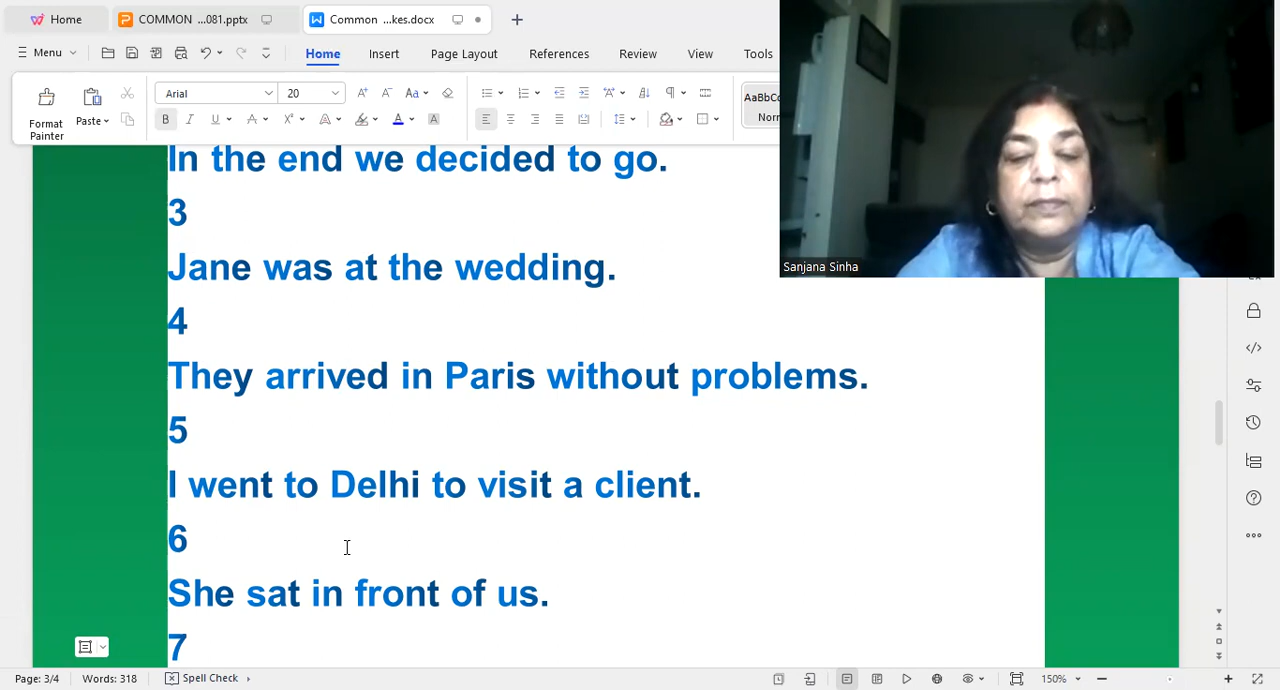 Home
COMMON ...081.pptx
Common ...kes.docx
Menu
Home
Insert
Page Layout
References
Review
View
Tools
Format
Painter
Paste
Arial
20
AaBbCc
Norr
In the end we decided to go.
3
Jane was at the wedding.
4
They arrived in Paris without problems.
5
I went to Delhi to visit a client.
6
She sat in front of us.
7
Sanjana Sinha
Page: 3/4
Words: 318
Spell Check
150%